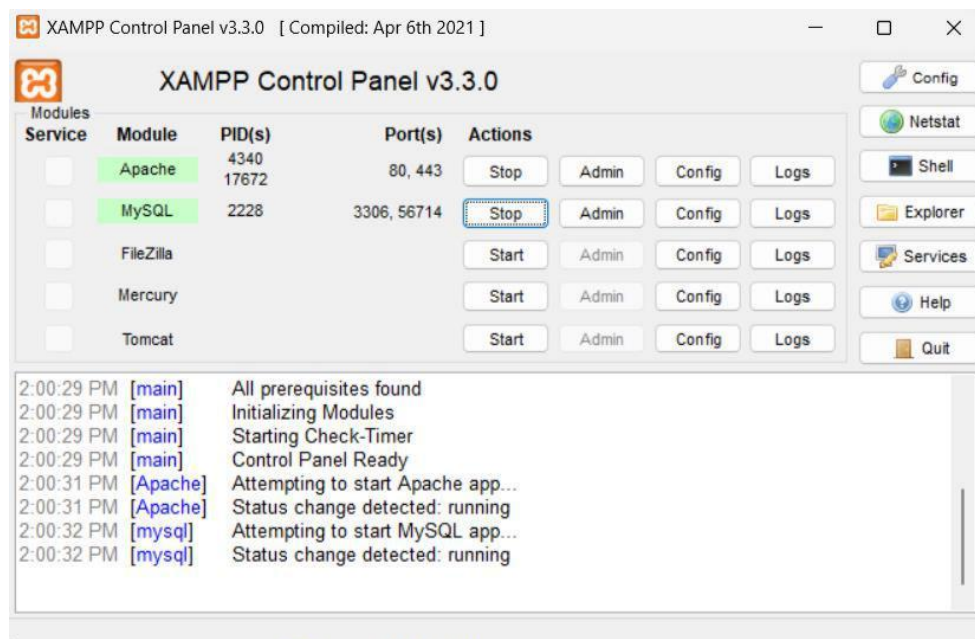 XAMPP Control Panel v3.3.0 [ Compiled: Apr 6th 2021 ]
XAMPP Control Panel v3.3.0
Config
Modules
Service Module PID(s) Port(s) Actions
Netstat
Apache 4340 17672 80, 443 Stop Admin Config Logs
Shell
MySQL 2228 3306, 56714 Stop Admin Config Logs
Explorer
FileZilla Start Admin Config Logs
Services
Mercury Start Admin Config Logs
Help
Tomcat Start Admin Config Logs
Quit
2:00:29 PM [main] All prerequisites found
2:00:29 PM [main] Initializing Modules
2:00:29 PM [main] Starting Check-Timer
2:00:29 PM [main] Control Panel Ready
2:00:31 PM [Apache] Attempting to start Apache app...
2:00:31 PM [Apache] Status change detected: running
2:00:32 PM [mysql] Attempting to start MySQL app...
2:00:32 PM [mysql] Status change detected: running